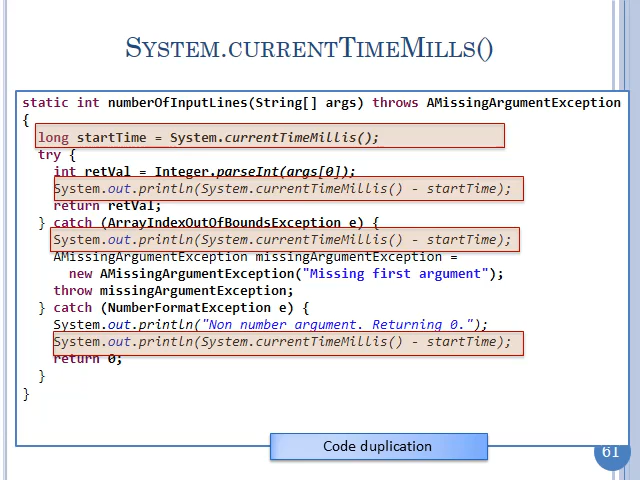 SYSTEM.CURRENTTIMEMILLS()
static int numberOfInputLines(String[] args) throws AMissingArgumentException
{
long startTime = System.currentTimeMillis();
try {
int retVal = Integer.parseInt(args[0]);
System.out.println(System.currentTimeMillis() - startTime);
return retVal;
} catch (ArrayIndexOutOfBoundsException e) {
System.out.println(System.currentTimeMillis() - startTime);
AMissingArgumentException missingArgumentException =
new AMissingArgumentException("Missing first argument");
throw missingArgumentException;
} catch (NumberFormatException e) {
System.out.println("Non number argument. Returning 0.");
System.out.println(System.currentTimeMillis() - startTime);
return 0;
}
}
Code duplication
61